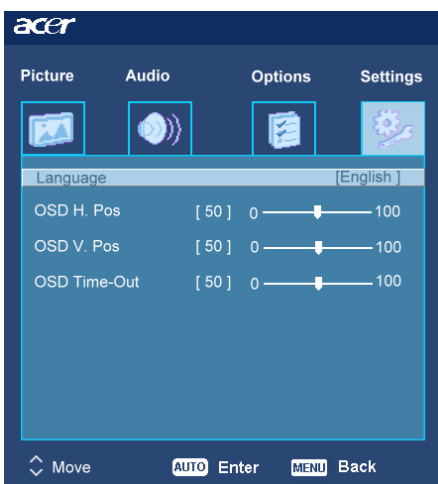 acer
Picture Audio Options Settings
Language [English ]
OSD H. Pos [ 50 ] 0 100
OSD V. Pos [ 50 ] 0 100
OSD Time-Out [ 50 ] 0 100
Move AUTO Enter MENU Back